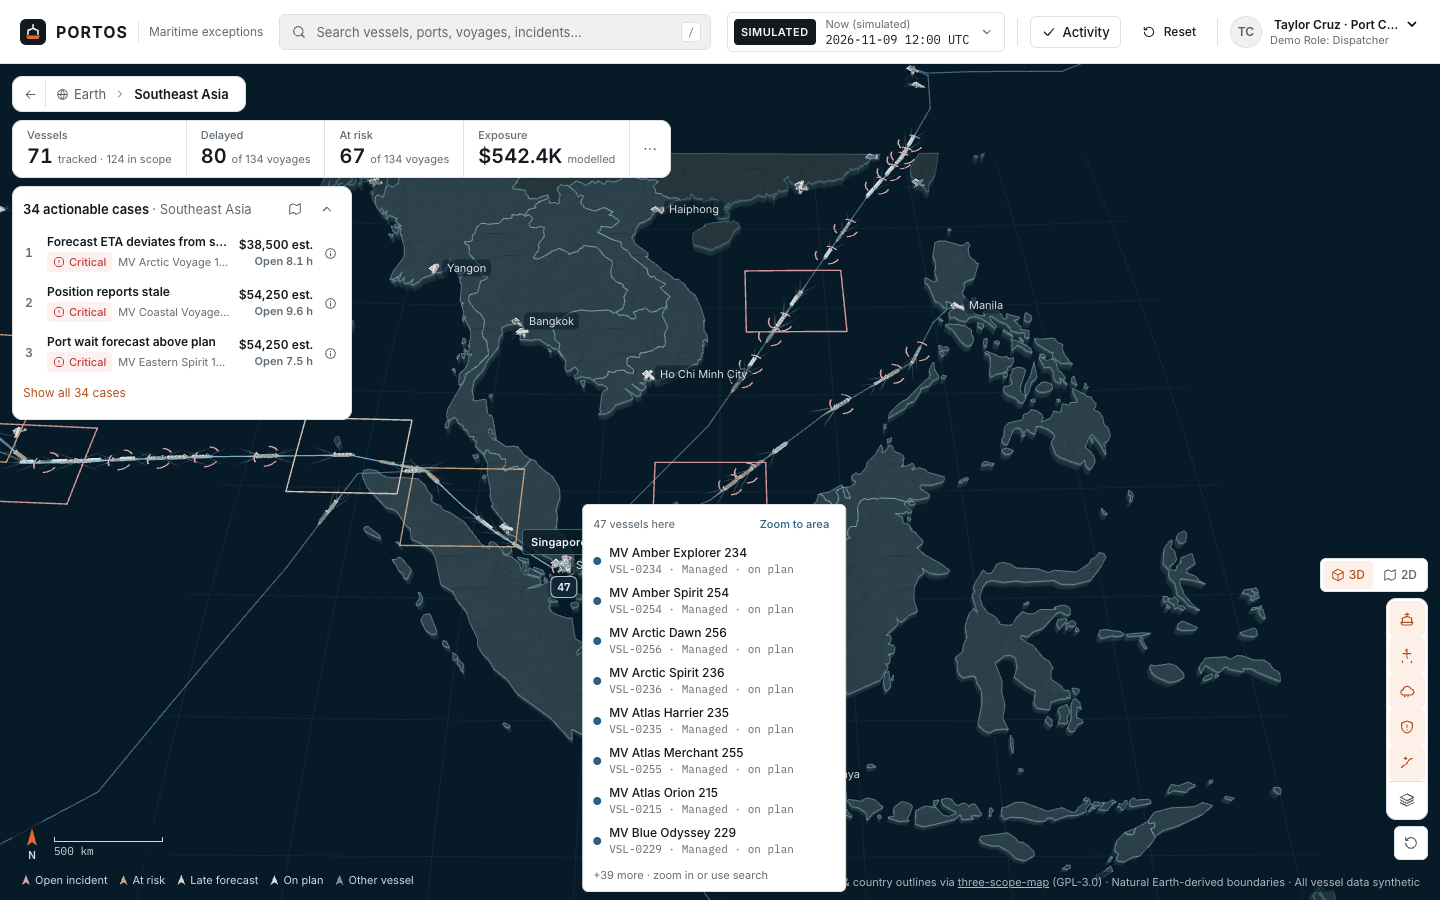 PORTOS
Maritime exceptions
Search vessels, ports, voyages, incidents...
/
SIMULATED
Now (simulated)
2026-11-09 12:00 UTC
Activity
Reset
TC
Taylor Cruz · Port C...
Demo Role: Dispatcher
Earth
Southeast Asia
Vessels
71 tracked · 124 in scope
Delayed
80 of 134 voyages
At risk
67 of 134 voyages
Exposure
$542.4K modelled
...
34 actionable cases · Southeast Asia
1
Forecast ETA deviates from s...
$38,500 est.
Critical
MV Arctic Voyage 1...
Open 8.1 h
2
Position reports stale
$54,250 est.
Critical
MV Coastal Voyage...
Open 9.6 h
3
Port wait forecast above plan
$54,250 est.
Critical
MV Eastern Spirit 1...
Open 7.5 h
Show all 34 cases
Haiphong
Yangon
Bangkok
Ho Chi Minh City
Manila
Singapore
S
47
47 vessels here
Zoom to area
MV Amber Explorer 234
VSL-0234 · Managed · on plan
MV Amber Spirit 254
VSL-0254 · Managed · on plan
MV Arctic Dawn 256
VSL-0256 · Managed · on plan
MV Arctic Spirit 236
VSL-0236 · Managed · on plan
MV Atlas Harrier 235
VSL-0235 · Managed · on plan
MV Atlas Merchant 255
VSL-0255 · Managed · on plan
MV Atlas Orion 215
VSL-0215 · Managed · on plan
MV Blue Odyssey 229
VSL-0229 · Managed · on plan
+39 more · zoom in or use search
aya
3D
2D
N
500 km
Open incident
At risk
Late forecast
On plan
Other vessel
& country outlines via three-scope-map (GPL-3.0) · Natural Earth-derived boundaries · All vessel data synthetic